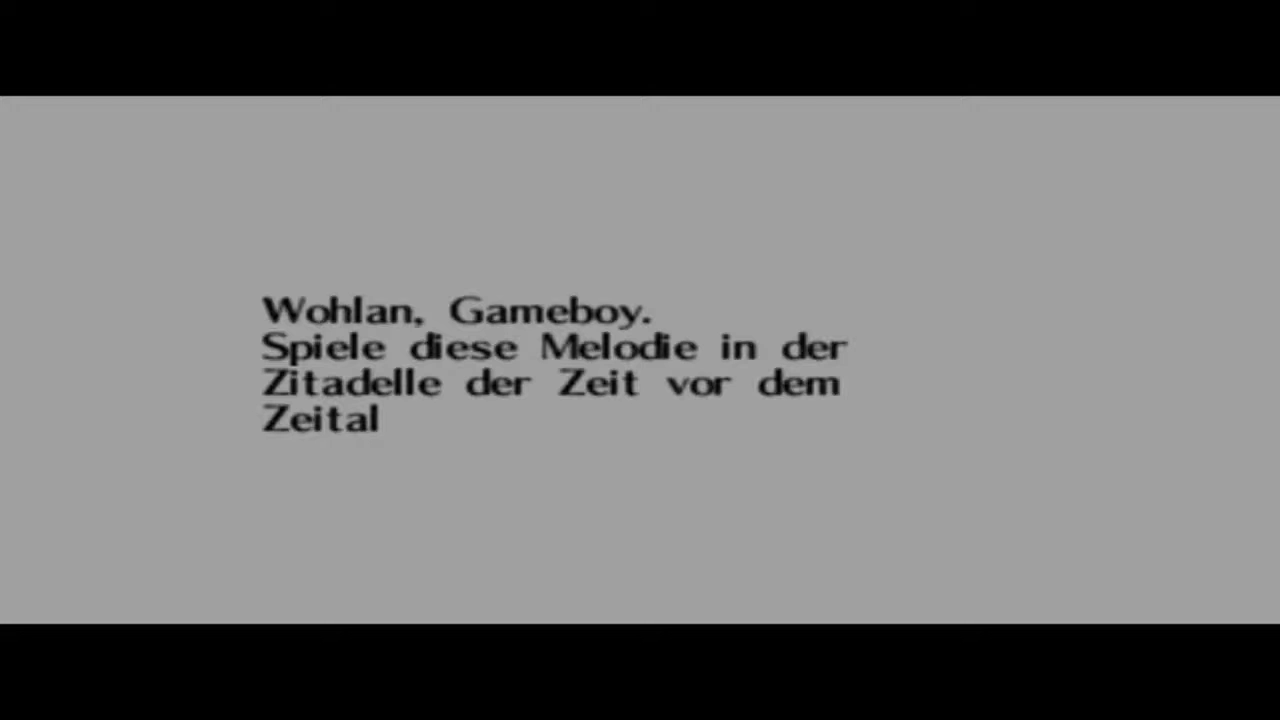 Wohlan, Gameboy.
Spiele diese Melodie in der
Zitadelle der Zeit vor dem
Zeital